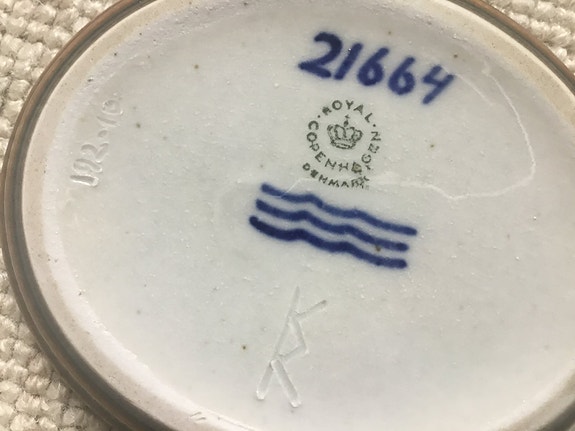 21664
ROYAL
COPENHAGEN
DENMARK